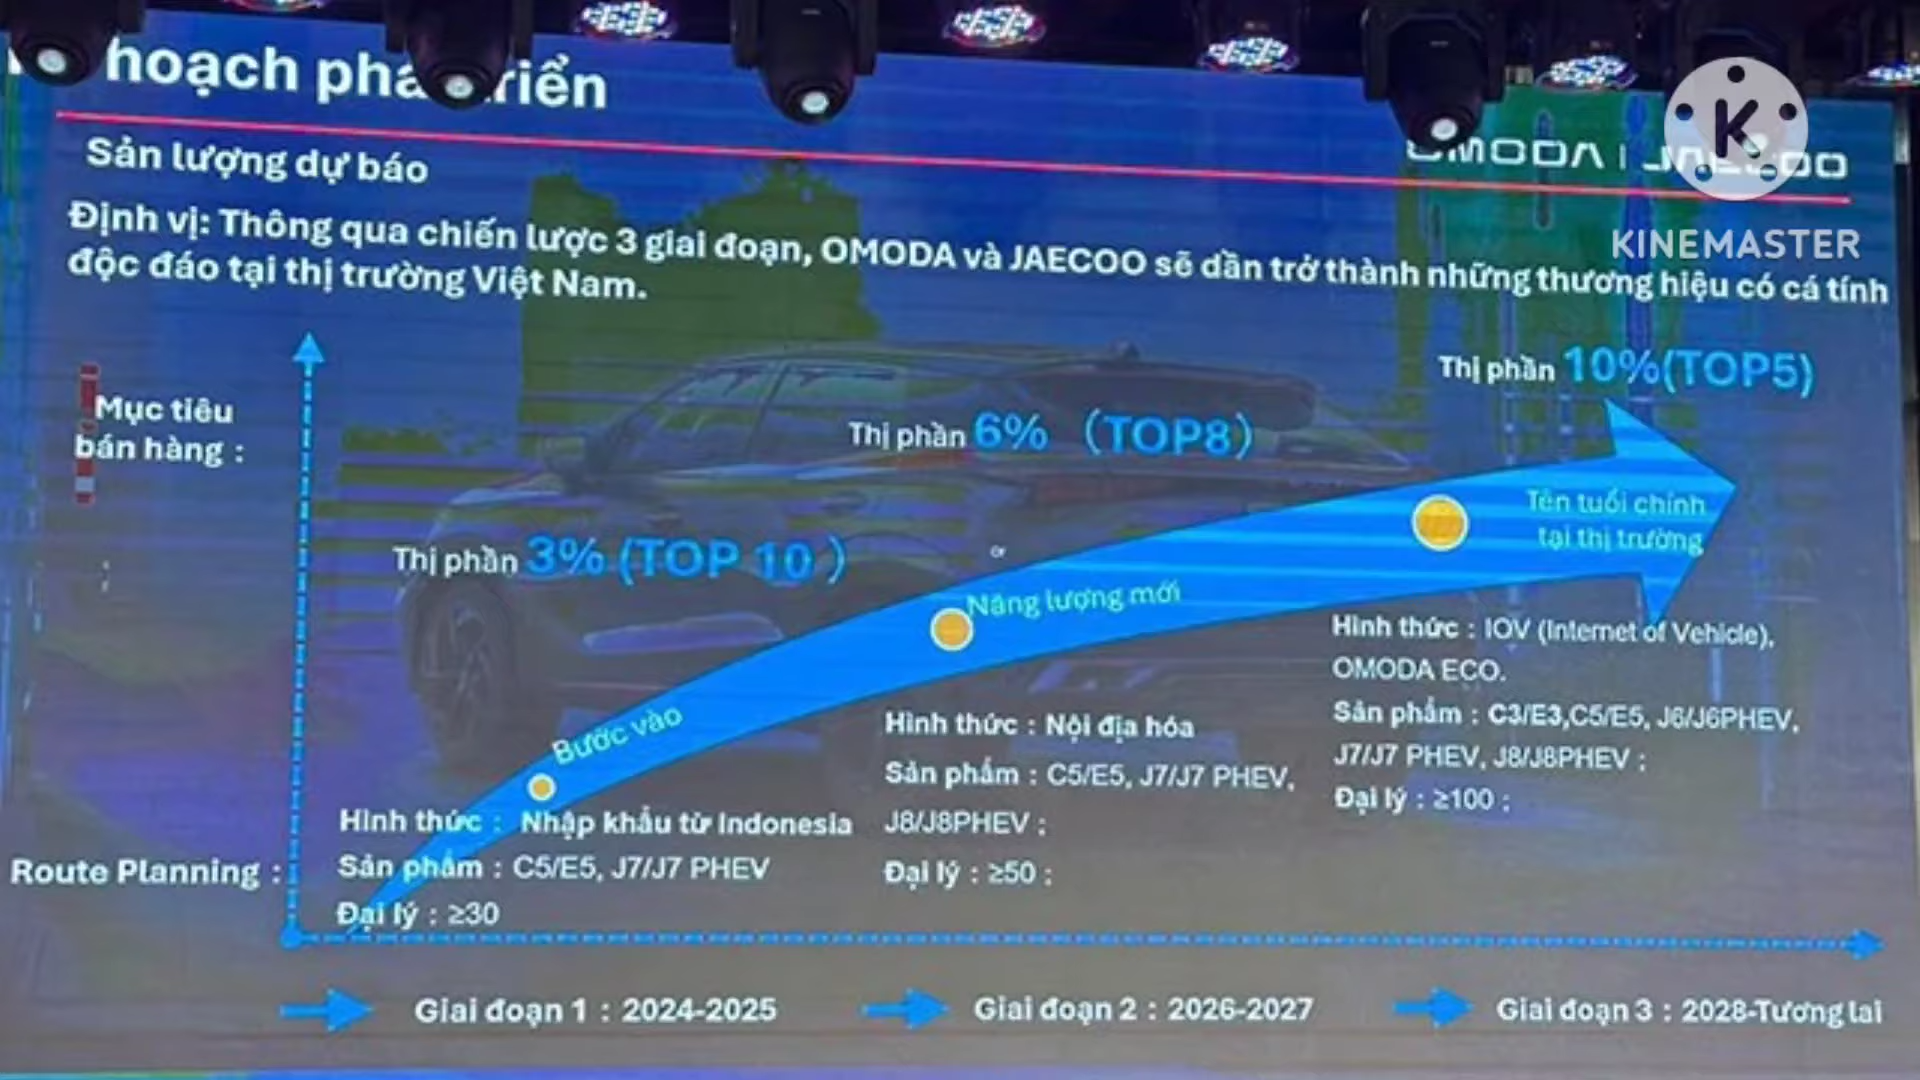 hoạch phát triển
OMODA | JAECOO
KINEMASTER
Sản lượng dự báo
Định vị: Thông qua chiến lược 3 giai đoạn, OMODA và JAECOO sẽ dần trở thành những thương hiệu có cá tính
độc đáo tại thị trường Việt Nam.
Mục tiêu
bán hàng :
Thị phần 3% (TOP 10 )
Thị phần 6% (TOP8)
Thị phần 10%(TOP5)
or
Bước vào
Năng lượng mới
Tên tuổi chính
tại thị trường
Route Planning :
Hình thức : Nhập khẩu từ Indonesia
Sản phẩm : C5/E5, J7/J7 PHEV
Đại lý : ≥30
Hình thức : Nội địa hóa
Sản phẩm : C5/E5, J7/J7 PHEV,
J8/J8PHEV ;
Đại lý : ≥50 ;
Hình thức : IOV (Internet of Vehicle),
OMODA ECO.
Sản phẩm : C3/E3,C5/E5, J6/J6PHEV,
J7/J7 PHEV, J8/J8PHEV ;
Đại lý : ≥100 ;
Giai đoạn 1 : 2024-2025
Giai đoạn 2 : 2026-2027
Giai đoạn 3 : 2028-Tương lai